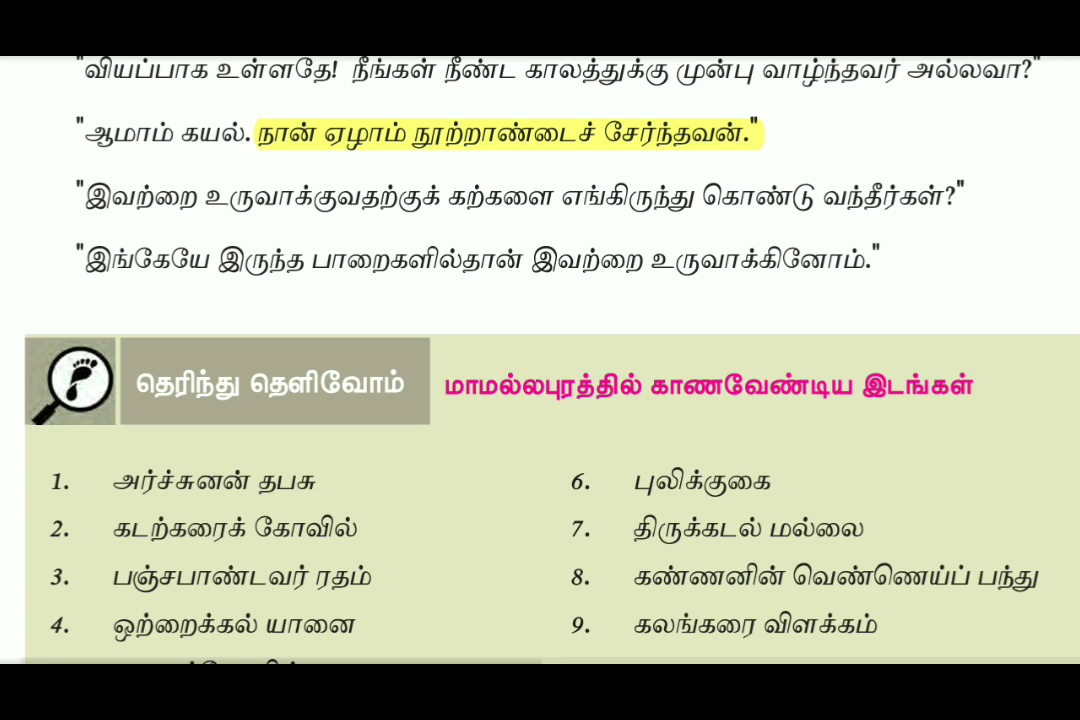 "வியப்பாக உள்ளதே! நீங்கள் நீண்ட காலத்துக்கு முன்பு வாழ்ந்தவர் அல்லவா?"
"ஆமாம் கயல். நான் ஏழாம் நூற்றாண்டைச் சேர்ந்தவன்."
"இவற்றை உருவாக்குவதற்குக் கற்களை எங்கிருந்து கொண்டு வந்தீர்கள்?"
"இங்கேயே இருந்த பாறைகளில்தான் இவற்றை உருவாக்கினோம்."
தெரிந்து தெளிவோம்
மாமல்லபுரத்தில் காணவேண்டிய இடங்கள்
1. அர்ச்சுனன் தபசு
2. கடற்கரைக் கோவில்
3. பஞ்சபாண்டவர் ரதம்
4. ஒற்றைக்கல் யானை
6. புலிக்குகை
7. திருக்கடல் மல்லை
8. கண்ணனின் வெண்ணெய்ப் பந்து
9. கலங்கரை விளக்கம்